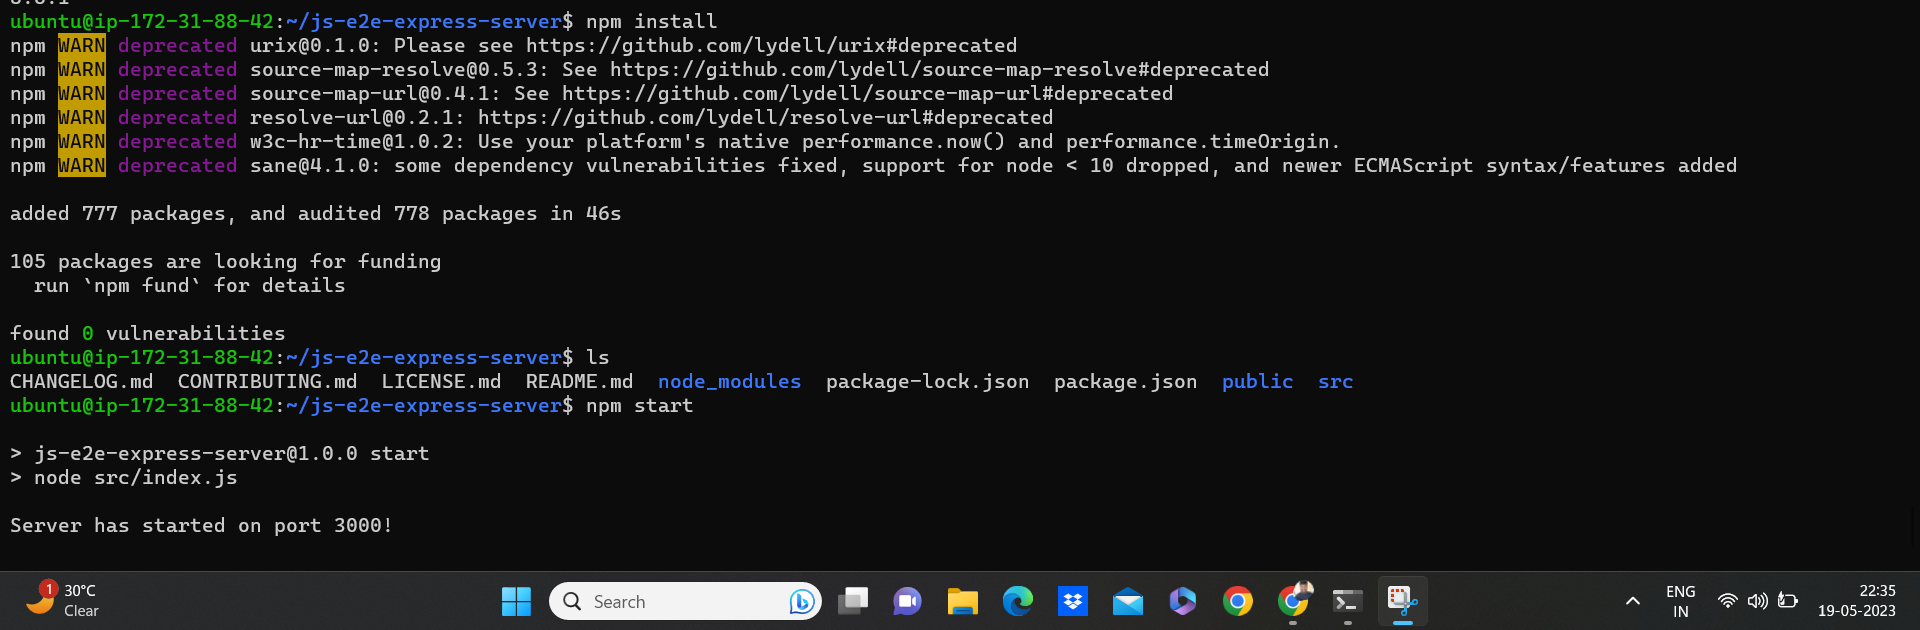 ubuntu@ip-172-31-88-42:~/js-e2e-express-server$ npm install
npm WARN deprecated urix@0.1.0: Please see https://github.com/lydell/urix#deprecated
npm WARN deprecated source-map-resolve@0.5.3: See https://github.com/lydell/source-map-resolve#deprecated
npm WARN deprecated source-map-url@0.4.1: See https://github.com/lydell/source-map-url#deprecated
npm WARN deprecated resolve-url@0.2.1: https://github.com/lydell/resolve-url#deprecated
npm WARN deprecated w3c-hr-time@1.0.2: Use your platform's native performance.now() and performance.timeOrigin.
npm WARN deprecated sane@4.1.0: some dependency vulnerabilities fixed, support for node < 10 dropped, and newer ECMAScript syntax/features added
added 777 packages, and audited 778 packages in 46s
105 packages are looking for funding
run `npm fund` for details
found 0 vulnerabilities
ubuntu@ip-172-31-88-42:~/js-e2e-express-server$ ls
CHANGELOG.md CONTRIBUTING.md LICENSE.md README.md node_modules package-lock.json package.json public src
ubuntu@ip-172-31-88-42:~/js-e2e-express-server$ npm start
> js-e2e-express-server@1.0.0 start
> node src/index.js
Server has started on port 3000!
1 30°C
Clear
Search
ENG
IN
22:35
19-05-2023